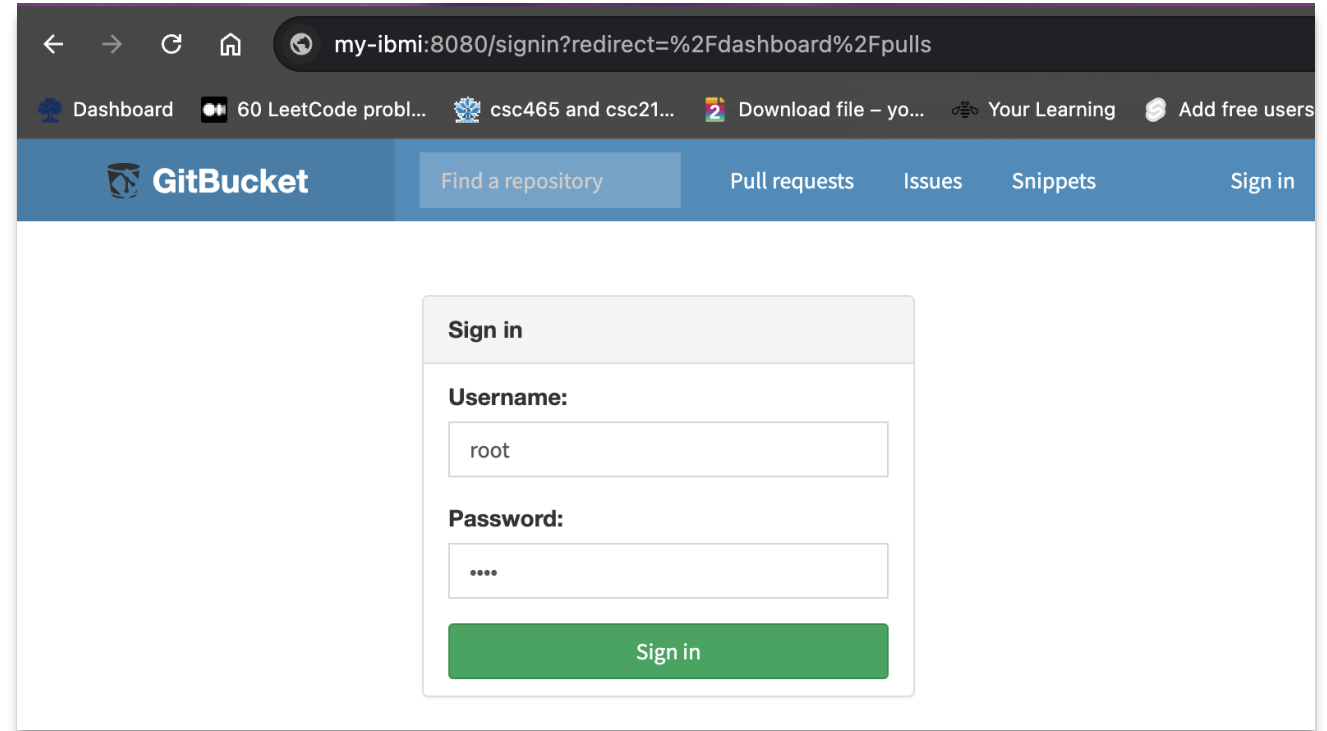 my-ibmi:8080/signin?redirect=%2Fdashboard%2Fpulls
Dashboard 60 LeetCode probl... csc465 and csc21... Download file – yo... Your Learning Add free users
GitBucket Find a repository Pull requests Issues Snippets Sign in
Sign in
Username:
root
Password:
••••
Sign in